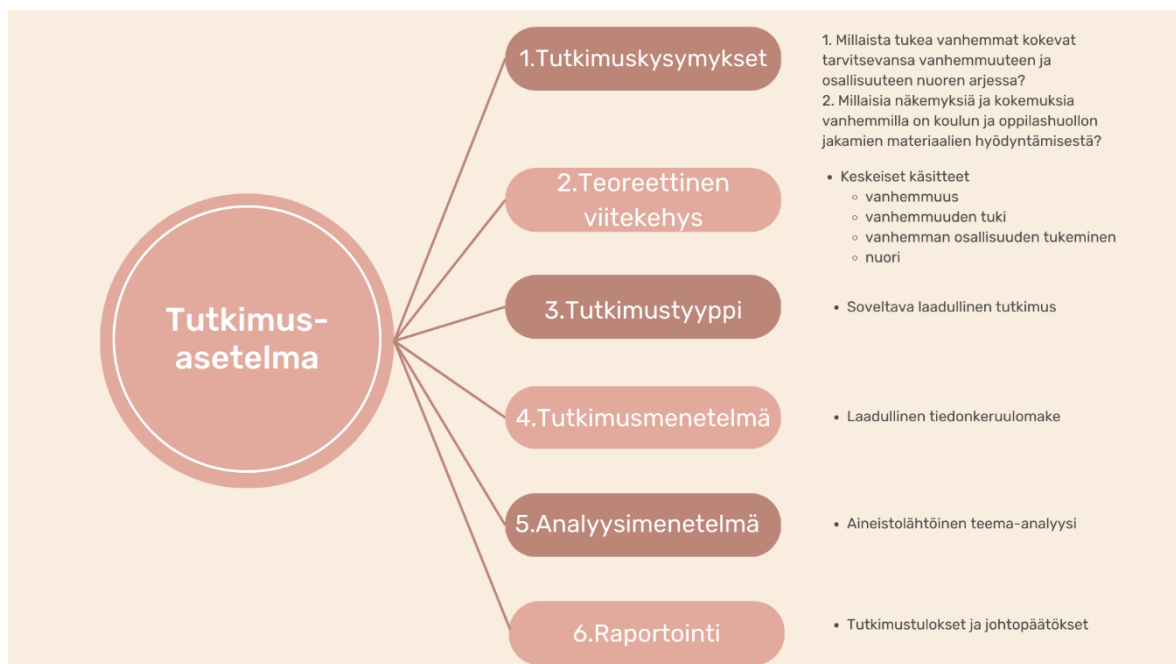 Tutkimus-
asetelma
1.Tutkimuskysymykset
1. Millaista tukea vanhemmat kokevat
tarvitsevansa vanhemmuuteen ja
osallisuuteen nuoren arjessa?
2. Millaisia näkemyksiä ja kokemuksia
vanhemmilla on koulun ja oppilashuollon
jakamien materiaalien hyödyntämisestä?
2.Teoreettinen
viitekehys
• Keskeiset käsitteet
◦ vanhemmuus
◦ vanhemmuuden tuki
◦ vanhemman osallisuuden tukeminen
◦ nuori
3.Tutkimustyyppi
• Soveltava laadullinen tutkimus
4.Tutkimusmenetelmä
• Laadullinen tiedonkeruulomake
5.Analyysimenetelmä
• Aineistolähtöinen teema-analyysi
6.Raportointi
• Tutkimustulokset ja johtopäätökset